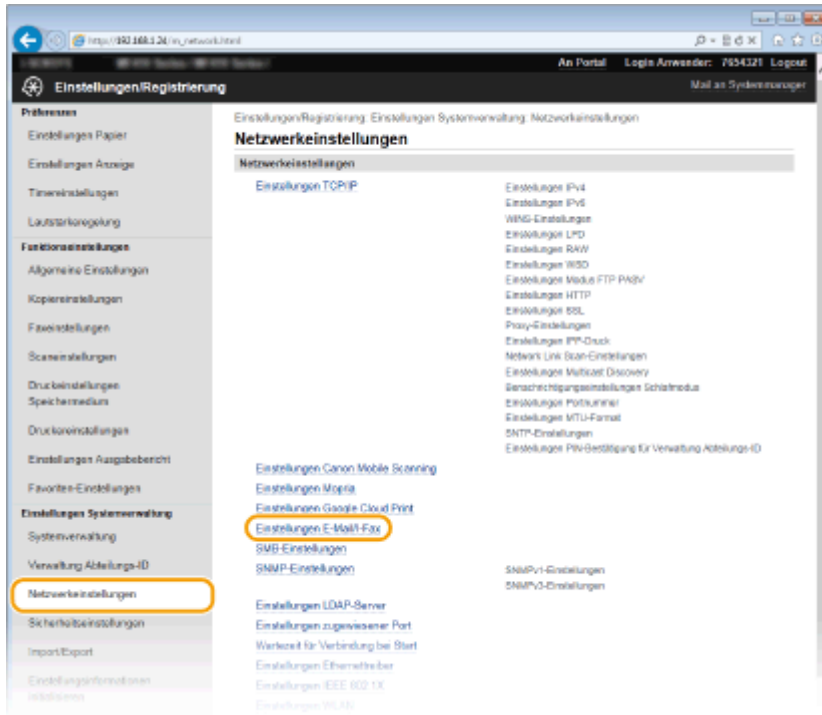 http://192.168.1.24/m_network.html
An Portal Login Anwender: 7654321 Logout
Einstellungen/Registrierung
Mail an Systemmanager
Präferenzen
Einstellungen Papier
Einstellungen Anzeige
Timereinstellungen
Lautstärkeregelung
Funktionseinstellungen
Allgemeine Einstellungen
Kopiereinstellungen
Faxeinstellungen
Scaneinstellungen
Druckeinstellungen
Speichermedium
Druckereinstellungen
Einstellungen Ausgabebericht
Favoriten-Einstellungen
Einstellungen Systemverwaltung
Systemverwaltung
Verwaltung Abteilungs-ID
Netzwerkeinstellungen
Sicherheitseinstellungen
Import/Export
Einstellungsinformationen
initialisieren
Einstellungen/Registrierung: Einstellungen Systemverwaltung: Netzwerkeinstellungen
Netzwerkeinstellungen
Netzwerkeinstellungen
Einstellungen TCP/IP
Einstellungen IPv4
Einstellungen IPv6
WINS-Einstellungen
Einstellungen LPD
Einstellungen RAW
Einstellungen WSD
Einstellungen Modus FTP PASV
Einstellungen HTTP
Einstellungen SSL
Proxy-Einstellungen
Einstellungen IPP-Druck
Network Link Scan-Einstellungen
Einstellungen Multicast Discovery
Benachrichtigungseinstellungen Schlafmodus
Einstellungen Portnummer
Einstellungen MTU-Format
SNTP-Einstellungen
Einstellungen PIN-Bestätigung für Verwaltung Abteilungs-ID
Einstellungen Canon Mobile Scanning
Einstellungen Mopria
Einstellungen Google Cloud Print
Einstellungen E-Mail/I-Fax
SMB-Einstellungen
SNMP-Einstellungen
SNMPv1-Einstellungen
SNMPv3-Einstellungen
Einstellungen LDAP-Server
Einstellungen zugewiesener Port
Wartezeit für Verbindung bei Start
Einstellungen Ethernettreiber
Einstellungen IEEE 802.1X
Einstellungen WLAN